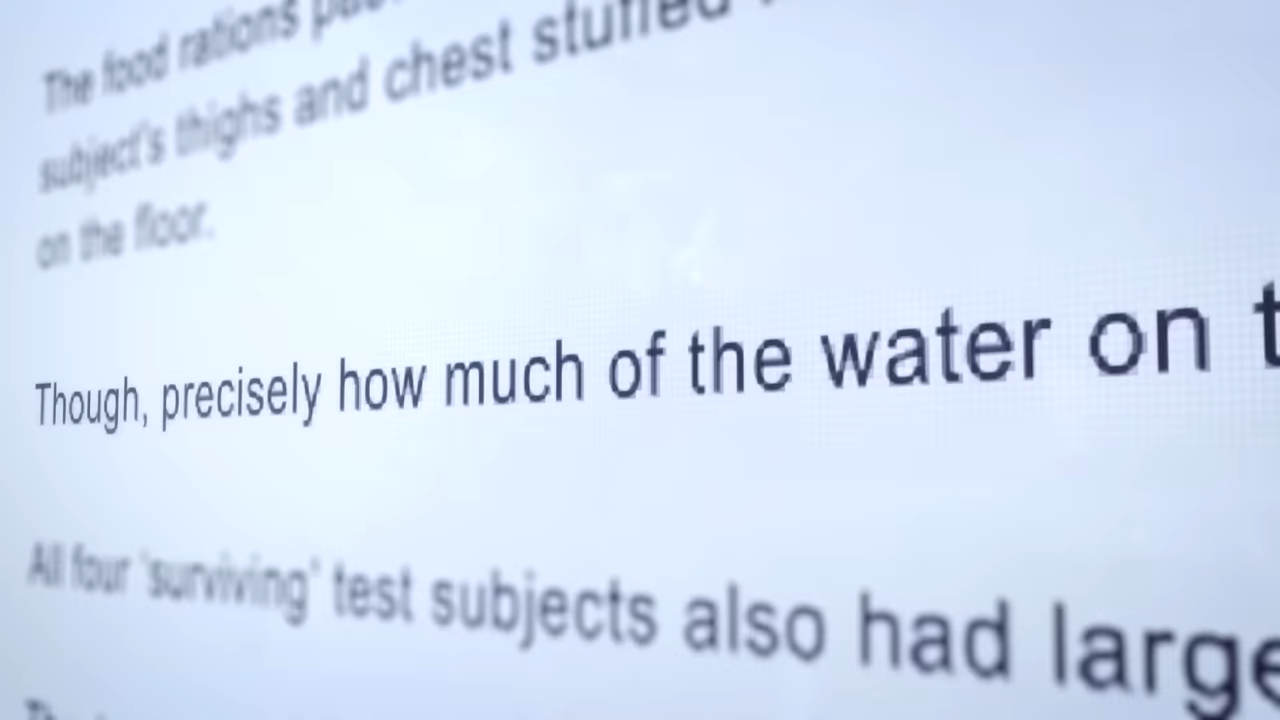 The food rations
subject's thighs and chest stuffed
on the floor.
Though, precisely how much of the water on
All four 'surviving' test subjects also had large